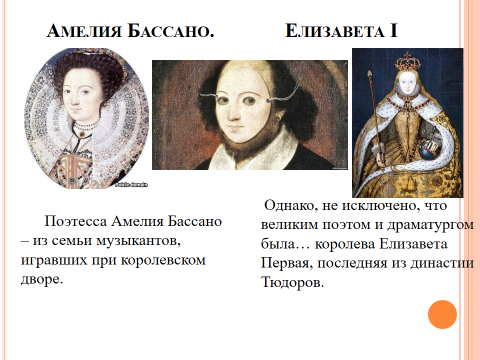 Амелия Бассано.
Елизавета I
Public domain
Поэтесса Амелия Бассано
– из семьи музыкантов,
игравших при королевском
дворе.
Однако, не исключено, что
великим поэтом и драматургом
была… королева Елизавета
Первая, последняя из династии
Тюдоров.